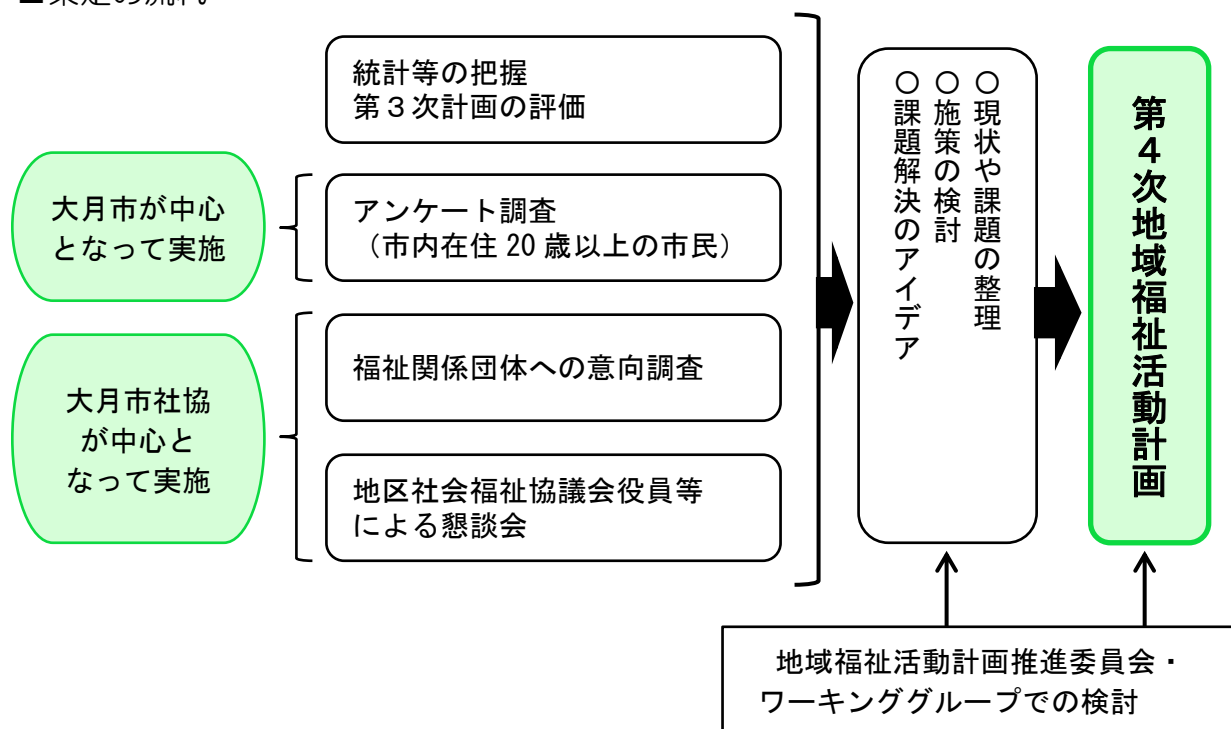 ■策定の流れ
統計等の把握
第３次計画の評価
大月市が中心
となって実施
アンケート調査
（市内在住 20 歳以上の市民）
大月市社協
が中心と
なって実施
福祉関係団体への意向調査
地区社会福祉協議会役員等
による懇談会
○現状や課題の整理
○施策の検討
○課題解決のアイデア
第４次地域福祉活動計画
地域福祉活動計画推進委員会・
ワーキンググループでの検討